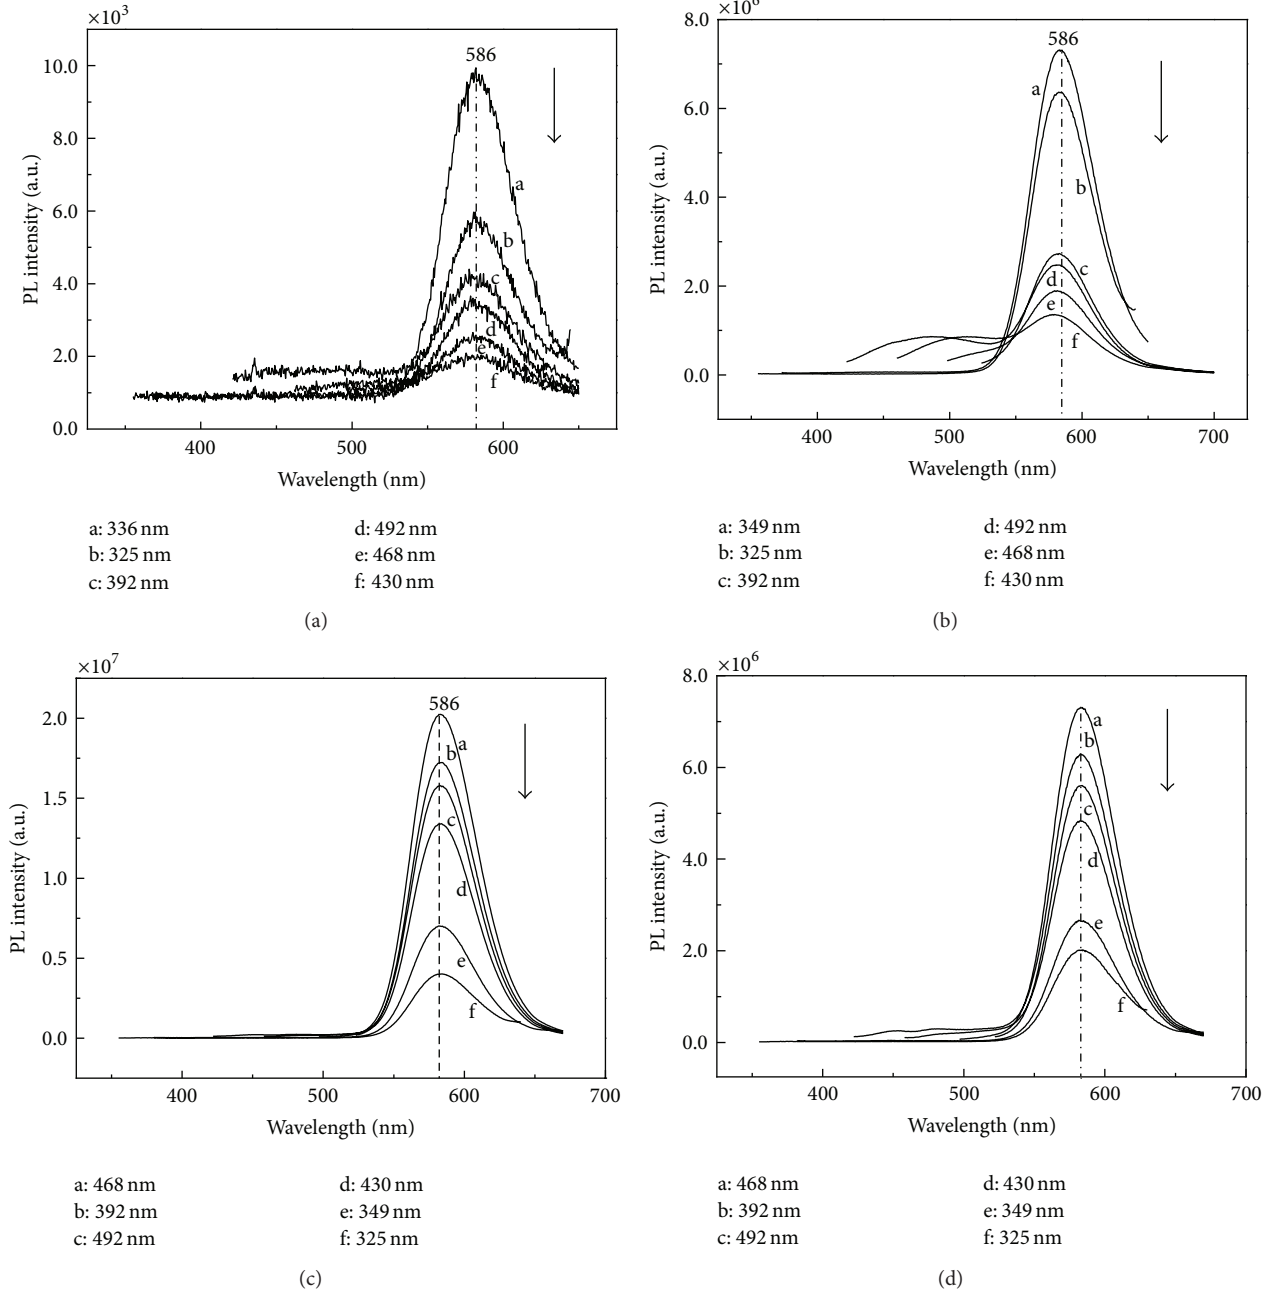 ×10³
586
10.0
8.0
6.0
4.0
2.0
0.0
a
b
c
d
e
f
PL intensity (a.u.)
400 500 600
Wavelength (nm)
a: 336 nm d: 492 nm
b: 325 nm e: 468 nm
c: 392 nm f: 430 nm
(a)
×10⁶
8.0
586
6.0
4.0
2.0
0.0
a
b
c
d
e
f
PL intensity (a.u.)
400 500 600 700
Wavelength (nm)
a: 349 nm d: 492 nm
b: 325 nm e: 468 nm
c: 392 nm f: 430 nm
(b)
×10⁷
586
2.0
1.5
1.0
0.5
0.0
a
b
c
d
e
f
PL intensity (a.u.)
400 500 600 700
Wavelength (nm)
a: 468 nm d: 430 nm
b: 392 nm e: 349 nm
c: 492 nm f: 325 nm
(c)
×10⁶
8.0
6.0
4.0
2.0
0.0
a
b
c
d
e
f
PL intensity (a.u.)
400 500 600 700
Wavelength (nm)
a: 468 nm d: 430 nm
b: 392 nm e: 349 nm
c: 492 nm f: 325 nm
(d)